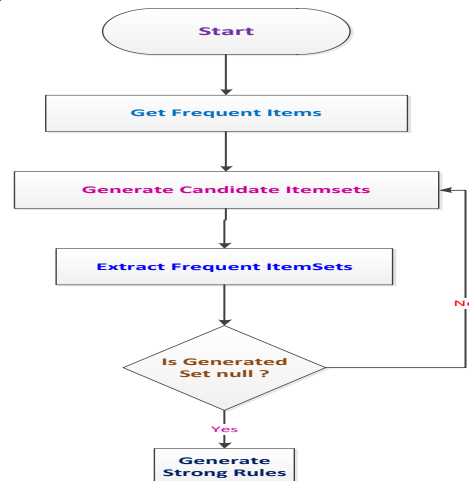 Start
Get Frequent Items
Generate Candidate Itemsets
Extract Frequent ItemSets
Is Generated
Set null ?
Yes
Generate
Strong Rules